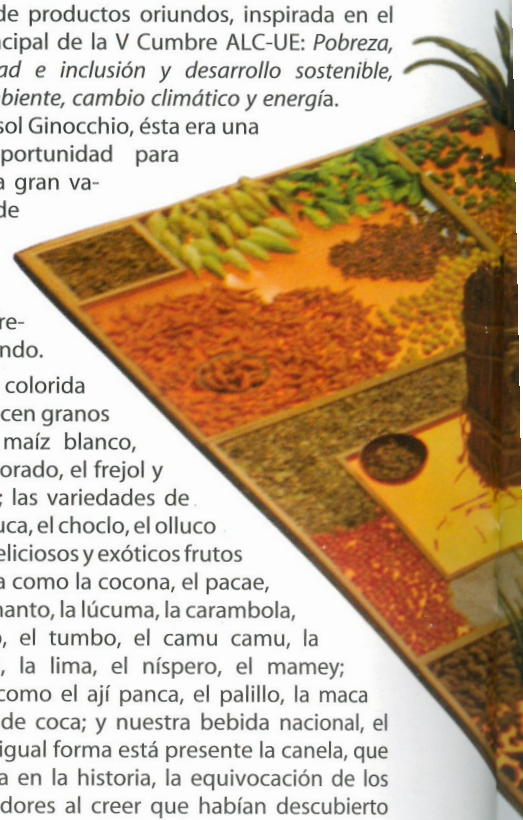 de productos oriundos, inspirada en el
ncipal de la V Cumbre ALC-UE: Pobreza,
ad e inclusión y desarrollo sostenible,
biente, cambio climático y energía.
sol Ginocchio, ésta era una
portunidad para
a gran va-
de
re-
ndo.
colorida
cen granos
maíz blanco,
orado, el frejol y
; las variedades de
uca, el choclo, el olluco
eliciosos y exóticos frutos
a como la cocona, el pacae,
manto, la lúcuma, la carambola,
o, el tumbo, el camu camu, la
, la lima, el níspero, el mamey;
como el ají panca, el palillo, la maca
de coca; y nuestra bebida nacional, el
igual forma está presente la canela, que
a en la historia, la equivocación de los
dores al creer que habían descubierto